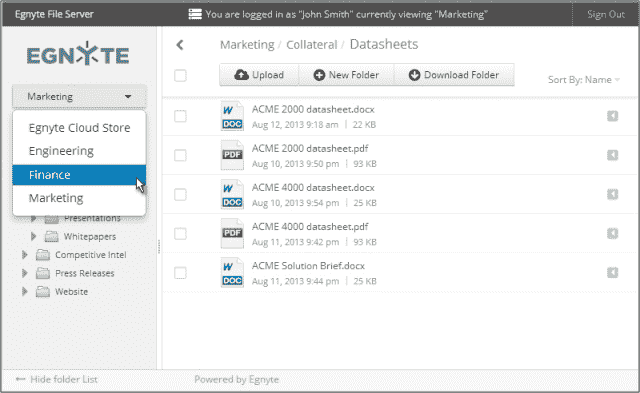 Egnyte File Server
You are logged in as "John Smith" currently viewing "Marketing"
Sign Out
EGNYTE
Marketing
Egnyte Cloud Store
Engineering
Finance
Marketing
Presentations
Whitepapers
Competitive Intel
Press Releases
Website
Marketing / Collateral / Datasheets
Upload
New Folder
Download Folder
Sort By: Name
W DOC
ACME 2000 datasheet.docx
Aug 12, 2013 9:18 am | 22 KB
PDF
ACME 2000 datasheet.pdf
Aug 10, 2013 9:50 pm | 93 KB
W DOC
ACME 4000 datasheet.docx
Aug 10, 2013 9:54 pm | 25 KB
PDF
ACME 4000 datasheet.pdf
Aug 11, 2013 9:42 pm | 93 KB
W DOC
ACME Solution Brief.docx
Aug 11, 2013 9:44 pm | 25 KB
Hide folder List
Powered by Egnyte